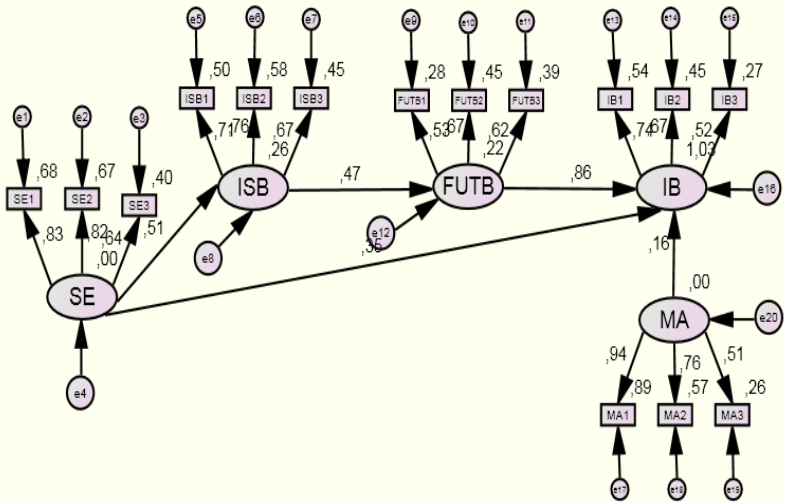 e5 e6 e7 e9 e10 e11 e13 e14 e15
,50 ,58 ,45 ,28 ,45 ,39 ,54 ,45 ,27
ISB1 ISB2 ISB3 FUTB1 FUTB2 FUTB3 IB1 IB2 IB3
e1 e2 e3
,71 ,76 ,67 ,53 ,67 ,62 ,74 ,67 ,52
,26 ,22 1,03
,68 ,67 ,40
ISB ,47 FUTB ,86 IB e16
SE1 SE2 SE3
,83 ,82 ,64 ,51
e8 e12 ,35 ,16
,00 ,00
SE MA e20
,94 ,76 ,51
e4 ,89 ,57 ,26
MA1 MA2 MA3
e17 e18 e19